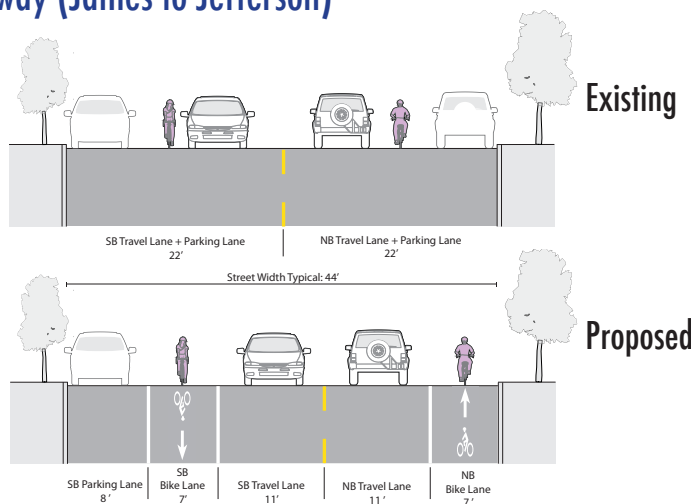 (James to Jefferson)
Existing
SB Travel Lane + Parking Lane
22'
NB Travel Lane + Parking Lane
22'
Street Width Typical: 44'
Proposed
SB Parking Lane
8 '
SB
Bike Lane
7'
SB Travel Lane
11'
NB Travel Lane
11 '
NB
Bike Lane
7 '